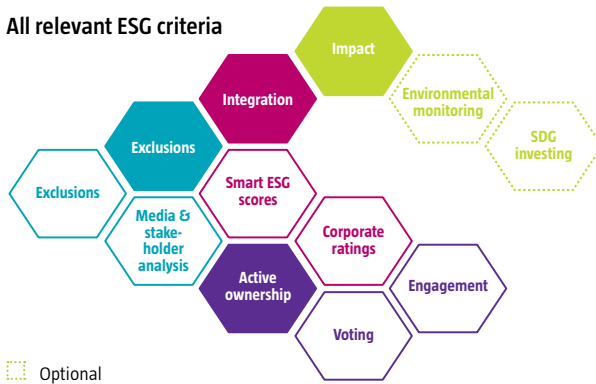 All relevant ESG criteria
Impact
Integration
Environmental
monitoring
Exclusions
SDG
investing
Exclusions
Smart ESG
scores
Media &
stake-
holder
analysis
Corporate
ratings
Active
ownership
Engagement
Voting
Optional